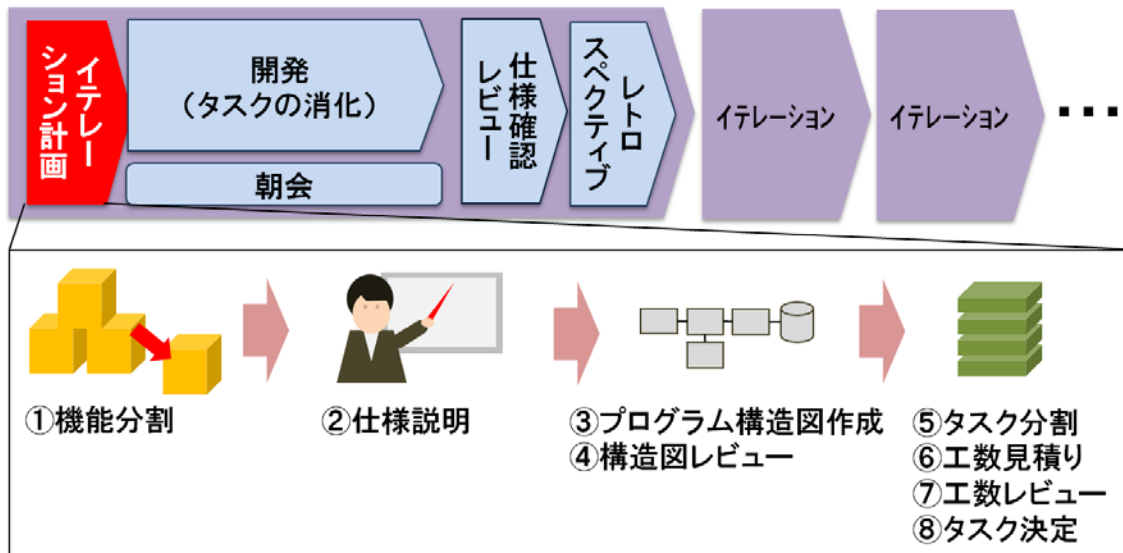 イテレー
ション計画
開発
（タスクの消化）
朝会
仕様確認
レビュー
レトロ
スペクティブ
イテレーション
イテレーション
・・・
①機能分割
②仕様説明
③プログラム構造図作成
④構造図レビュー
⑤タスク分割
⑥工数見積り
⑦工数レビュー
⑧タスク決定